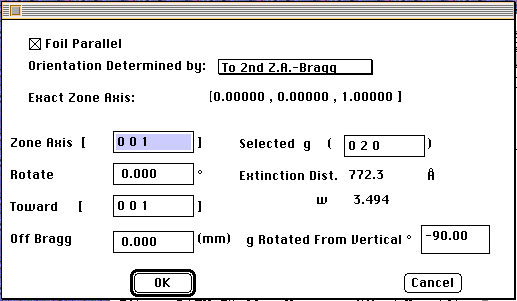 Foil Parallel
Orientation Determined by: To 2nd Z.A.-Bragg
Exact Zone Axis: [0.00000 , 0.00000 , 1.00000 ]
Zone Axis [ 0 0 1 ] Selected g ( 0 2 0 )
Rotate 0.000 ° Extinction Dist. 772.3 Å
w 3.494
Toward [ 0 0 1 ]
Off Bragg 0.000 (mm) g Rotated From Vertical ° -90.00
OK Cancel